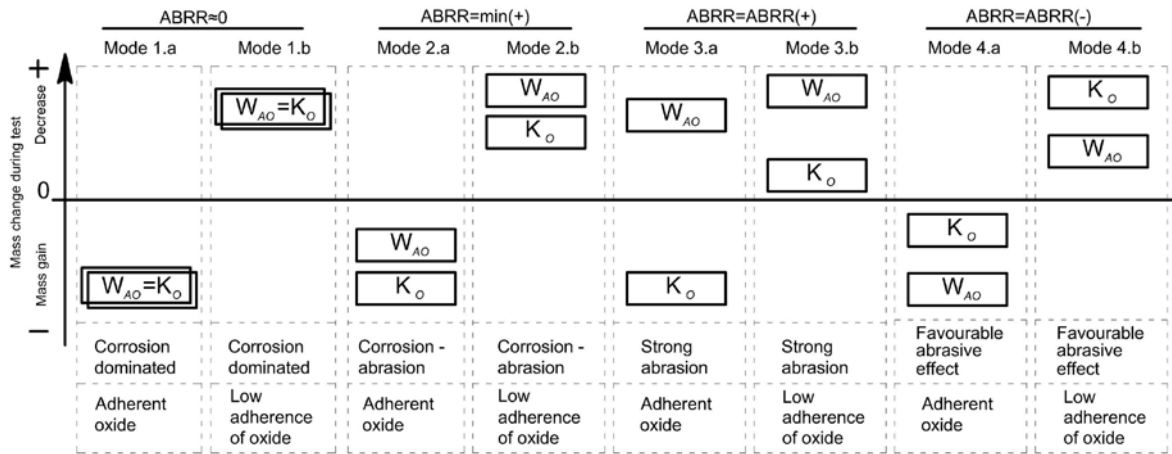 ABRR≈0
ABRR=min(+)
ABRR=ABRR(+)
ABRR=ABRR(-)
Mode 1.a
Mode 1.b
Mode 2.a
Mode 2.b
Mode 3.a
Mode 3.b
Mode 4.a
Mode 4.b
Mass change during test
+
Decrease
0
Mass gain
−
W_AO=K_O
W_AO=K_O
W_AO
K_O
W_AO
K_O
W_AO
K_O
W_AO
K_O
K_O
W_AO
K_O
W_AO
Corrosion
dominated
Corrosion
dominated
Corrosion -
abrasion
Corrosion -
abrasion
Strong
abrasion
Strong
abrasion
Favourable
abrasive
effect
Favourable
abrasive
effect
Adherent
oxide
Low
adherence
of oxide
Adherent
oxide
Low
adherence
of oxide
Adherent
oxide
Low
adherence
of oxide
Adherent
oxide
Low
adherence
of oxide